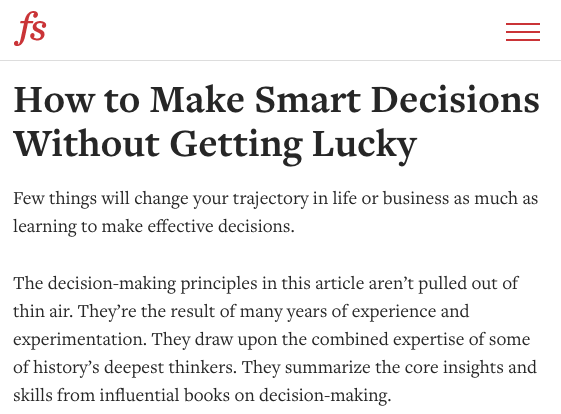 fs
How to Make Smart Decisions
Without Getting Lucky
Few things will change your trajectory in life or business as much as
learning to make effective decisions.
The decision-making principles in this article aren’t pulled out of
thin air. They’re the result of many years of experience and
experimentation. They draw upon the combined expertise of some
of history’s deepest thinkers. They summarize the core insights and
skills from influential books on decision-making.